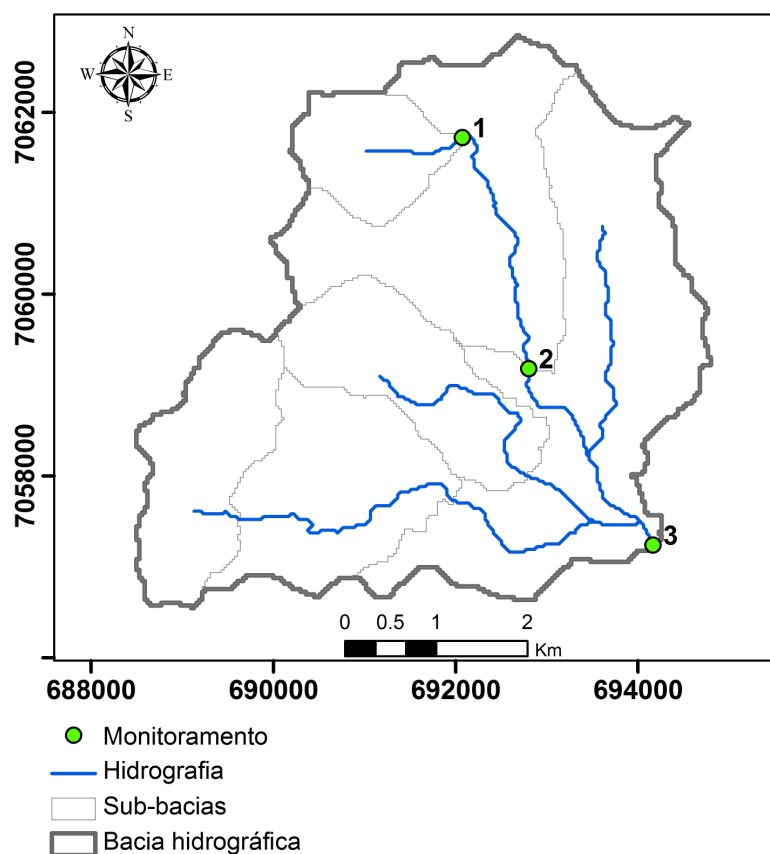 N
W E
S
1
2
3
7062000
7060000
7058000
0 0.5 1 2
Km
688000 690000 692000 694000
Monitoramento
Hidrografia
Sub-bacias
Bacia hidrográfica